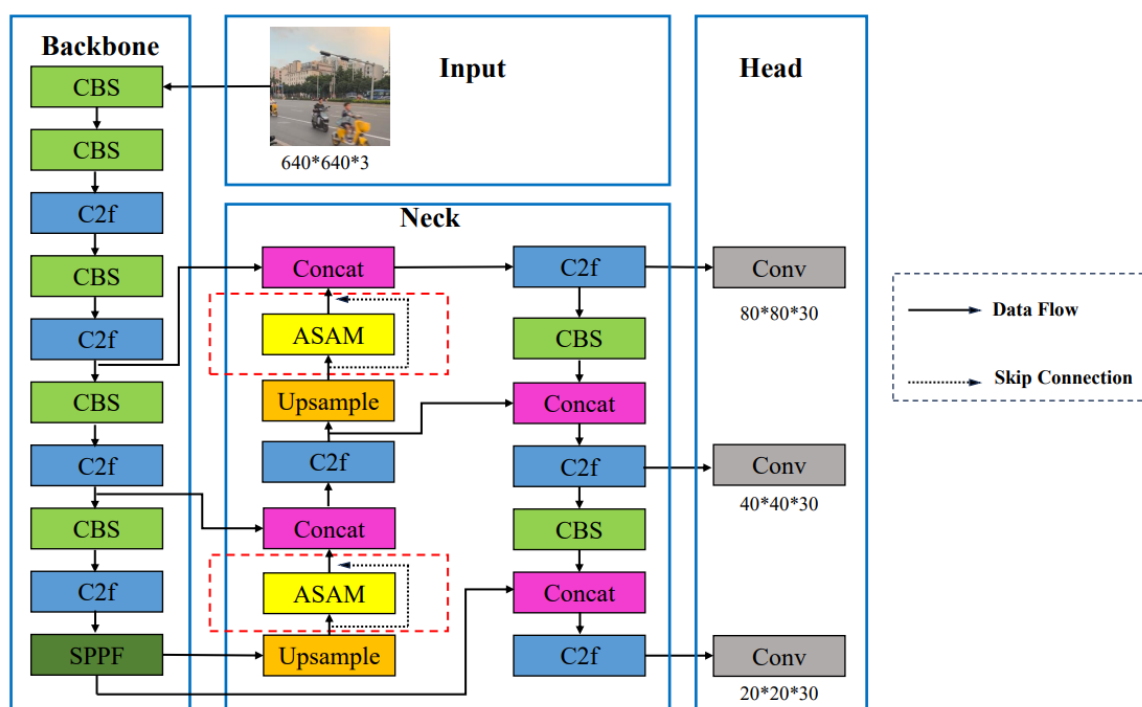 Backbone
CBS
CBS
C2f
CBS
C2f
CBS
C2f
CBS
C2f
SPPF
Input
640*640*3
Neck
Concat
ASAM
Upsample
C2f
Concat
ASAM
Upsample
C2f
CBS
Concat
C2f
CBS
Concat
C2f
Head
Conv
80*80*30
Conv
40*40*30
Conv
20*20*30
Data Flow
Skip Connection